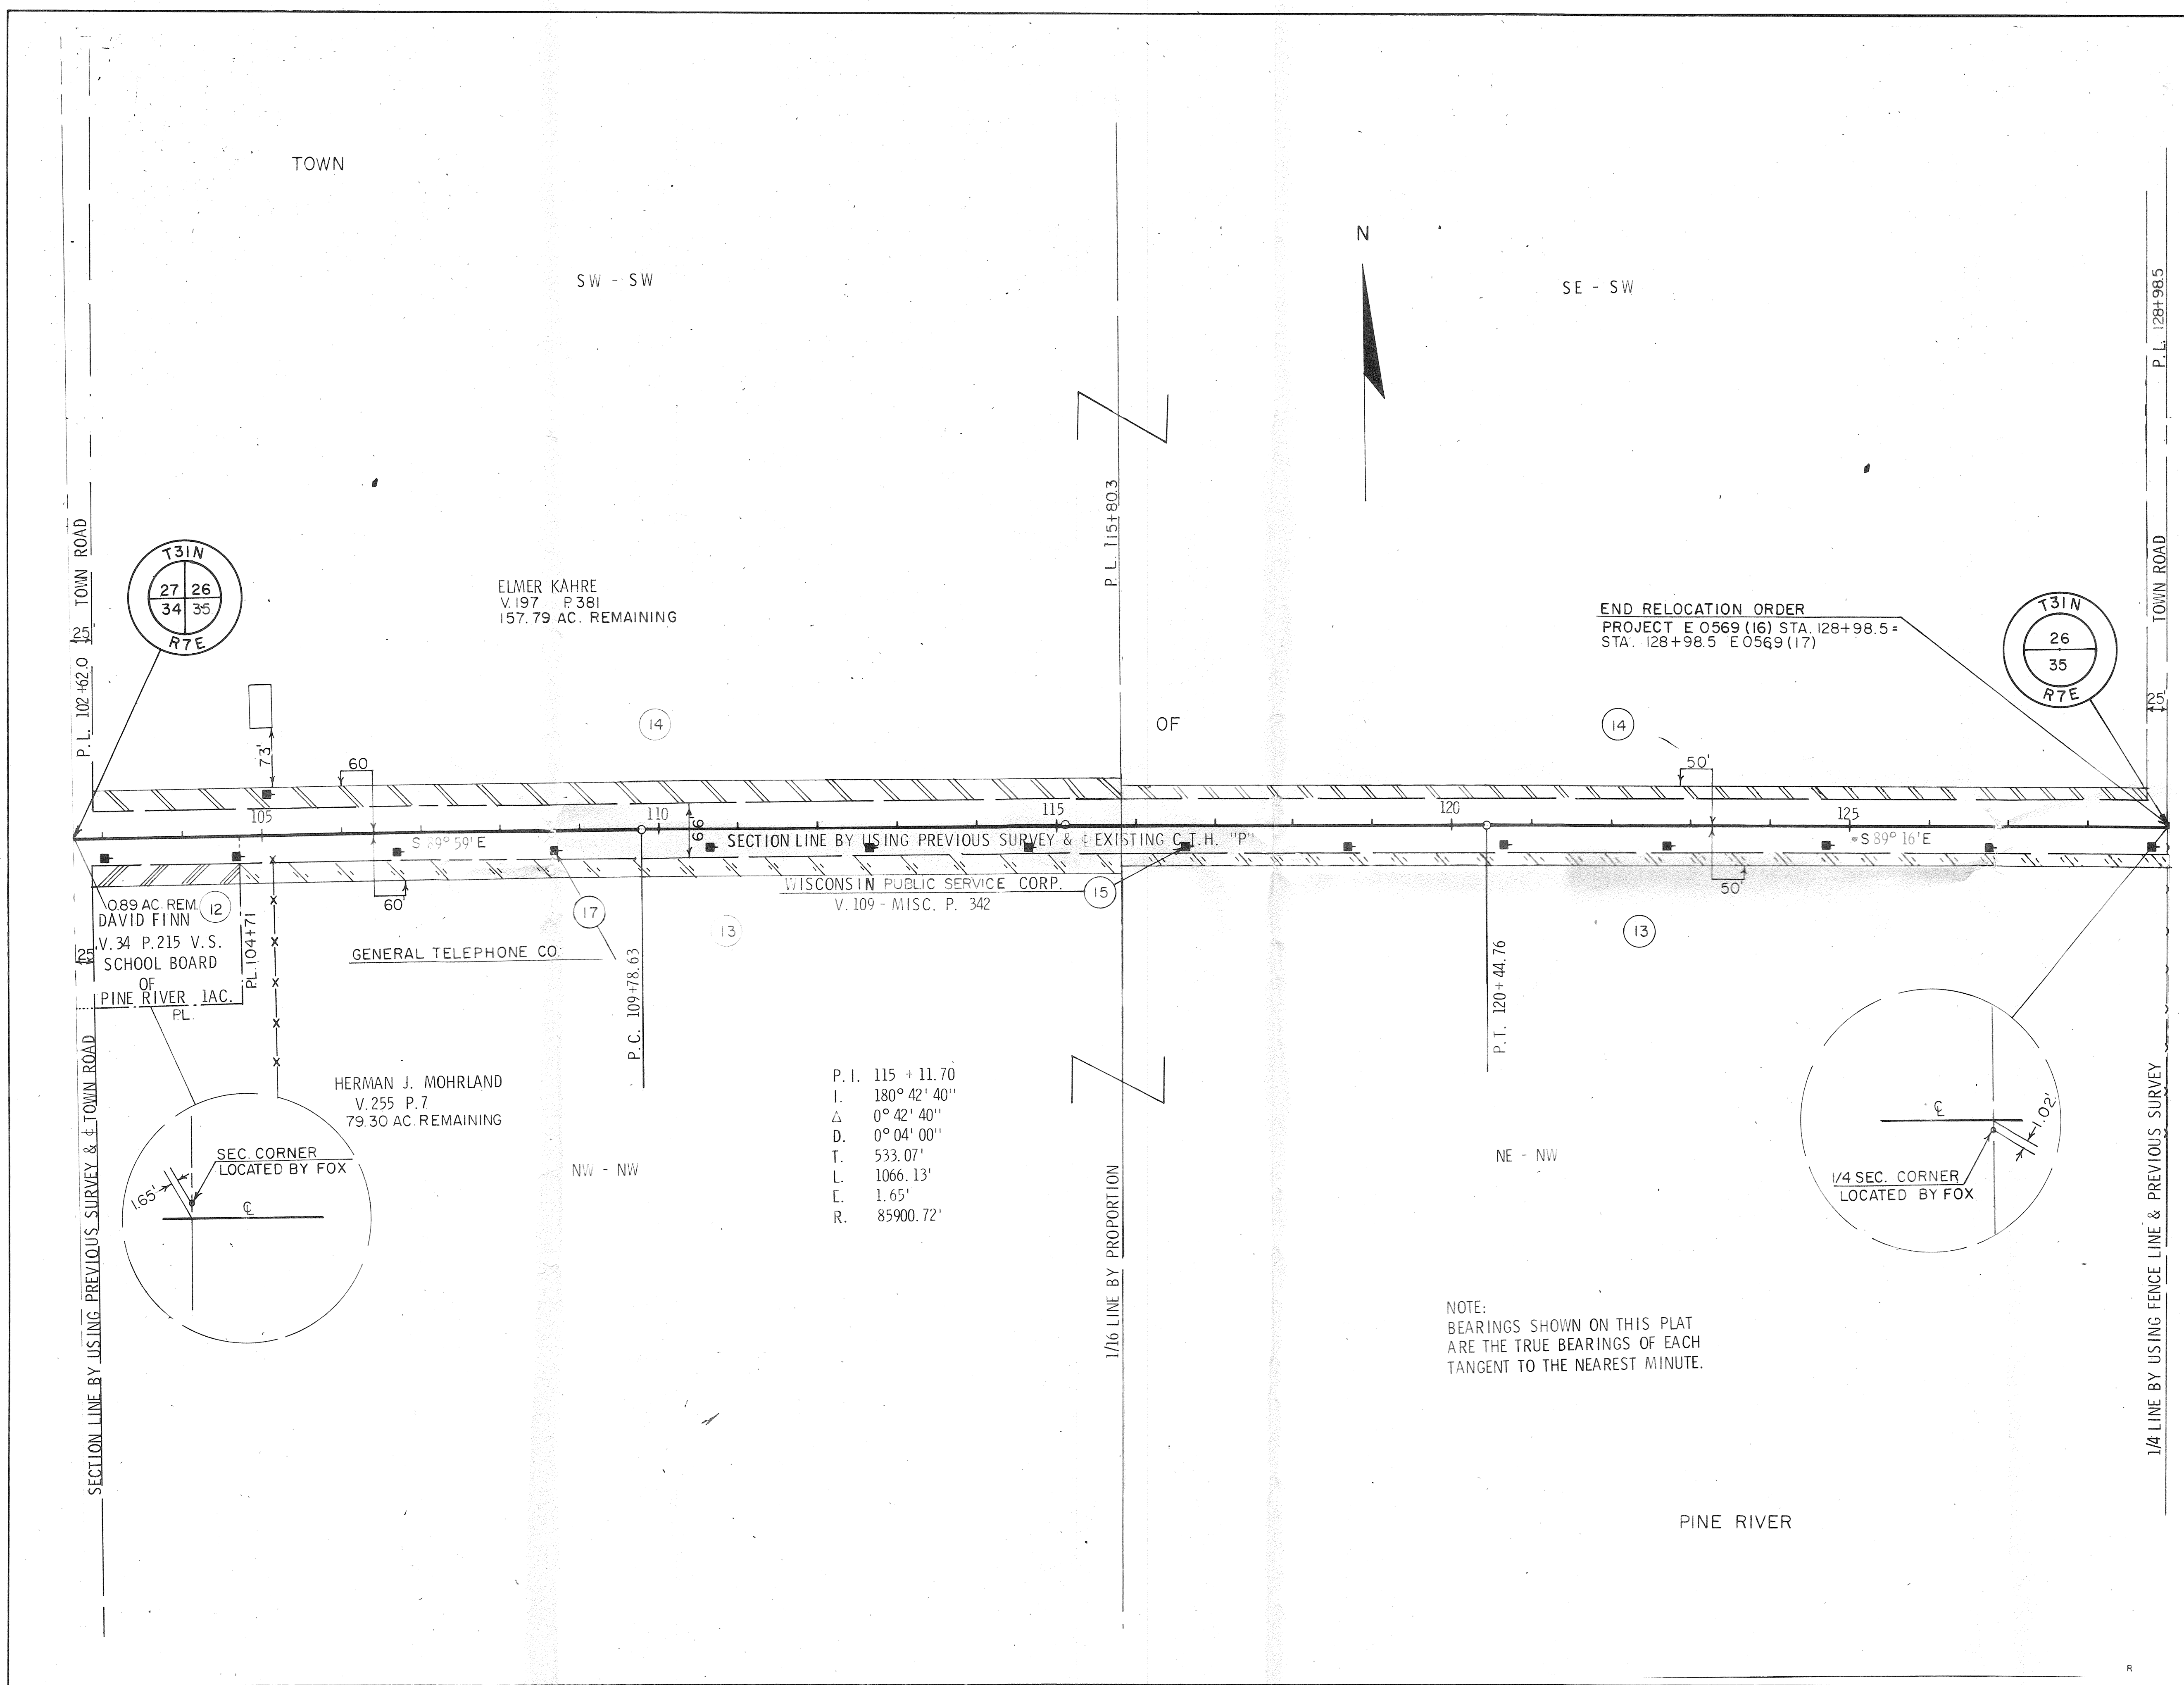 TOWN
N
SW - SW
SE - SW
P.L. 128+98.5
P.L. 115+80.3
TOWN ROAD
25'
P.L. 102+62.0
T31N
27 26
34 35
R7E
ELMER KAHRE
V.197 P.381
157.79 AC. REMAINING
END RELOCATION ORDER
PROJECT E 0569 (16) STA. 128+98.5 =
STA. 128+98.5 E 0569 (17)
T31N
26
35
R7E
TOWN ROAD
25'
73'
14
OF
14
60
50'
105
110
115
120
125
66'
S 89° 59' E
SECTION LINE BY USING PREVIOUS SURVEY & ℄ EXISTING C.T.H. "P"
S 89° 16' E
60'
WISCONSIN PUBLIC SERVICE CORP.
V. 109 - MISC. P. 342
15
50'
0.89 AC. REM.
12
DAVID FINN
V.34 P.215 V.S.
SCHOOL BOARD
OF
PINE RIVER 1AC.
P.L.
25'
P.L. 104+71
17
13
13
GENERAL TELEPHONE CO.
P.C. 109+78.63
P.T. 120+44.76
HERMAN J. MOHRLAND
V.255 P.7
79.30 AC. REMAINING
P.I. 115 + 11.70
I. 180° 42' 40"
△ 0° 42' 40"
D. 0° 04' 00"
T. 533.07'
L. 1066.13'
E. 1.65'
R. 85900.72'
SEC. CORNER
LOCATED BY FOX
1.65'
℄
NW - NW
NE - NW
℄
1.02'
1/4 SEC. CORNER
LOCATED BY FOX
SECTION LINE BY USING PREVIOUS SURVEY & ℄ TOWN ROAD
1/16 LINE BY PROPORTION
1/4 LINE BY USING FENCE LINE & PREVIOUS SURVEY
NOTE:
BEARINGS SHOWN ON THIS PLAT
ARE THE TRUE BEARINGS OF EACH
TANGENT TO THE NEAREST MINUTE.
PINE RIVER
R